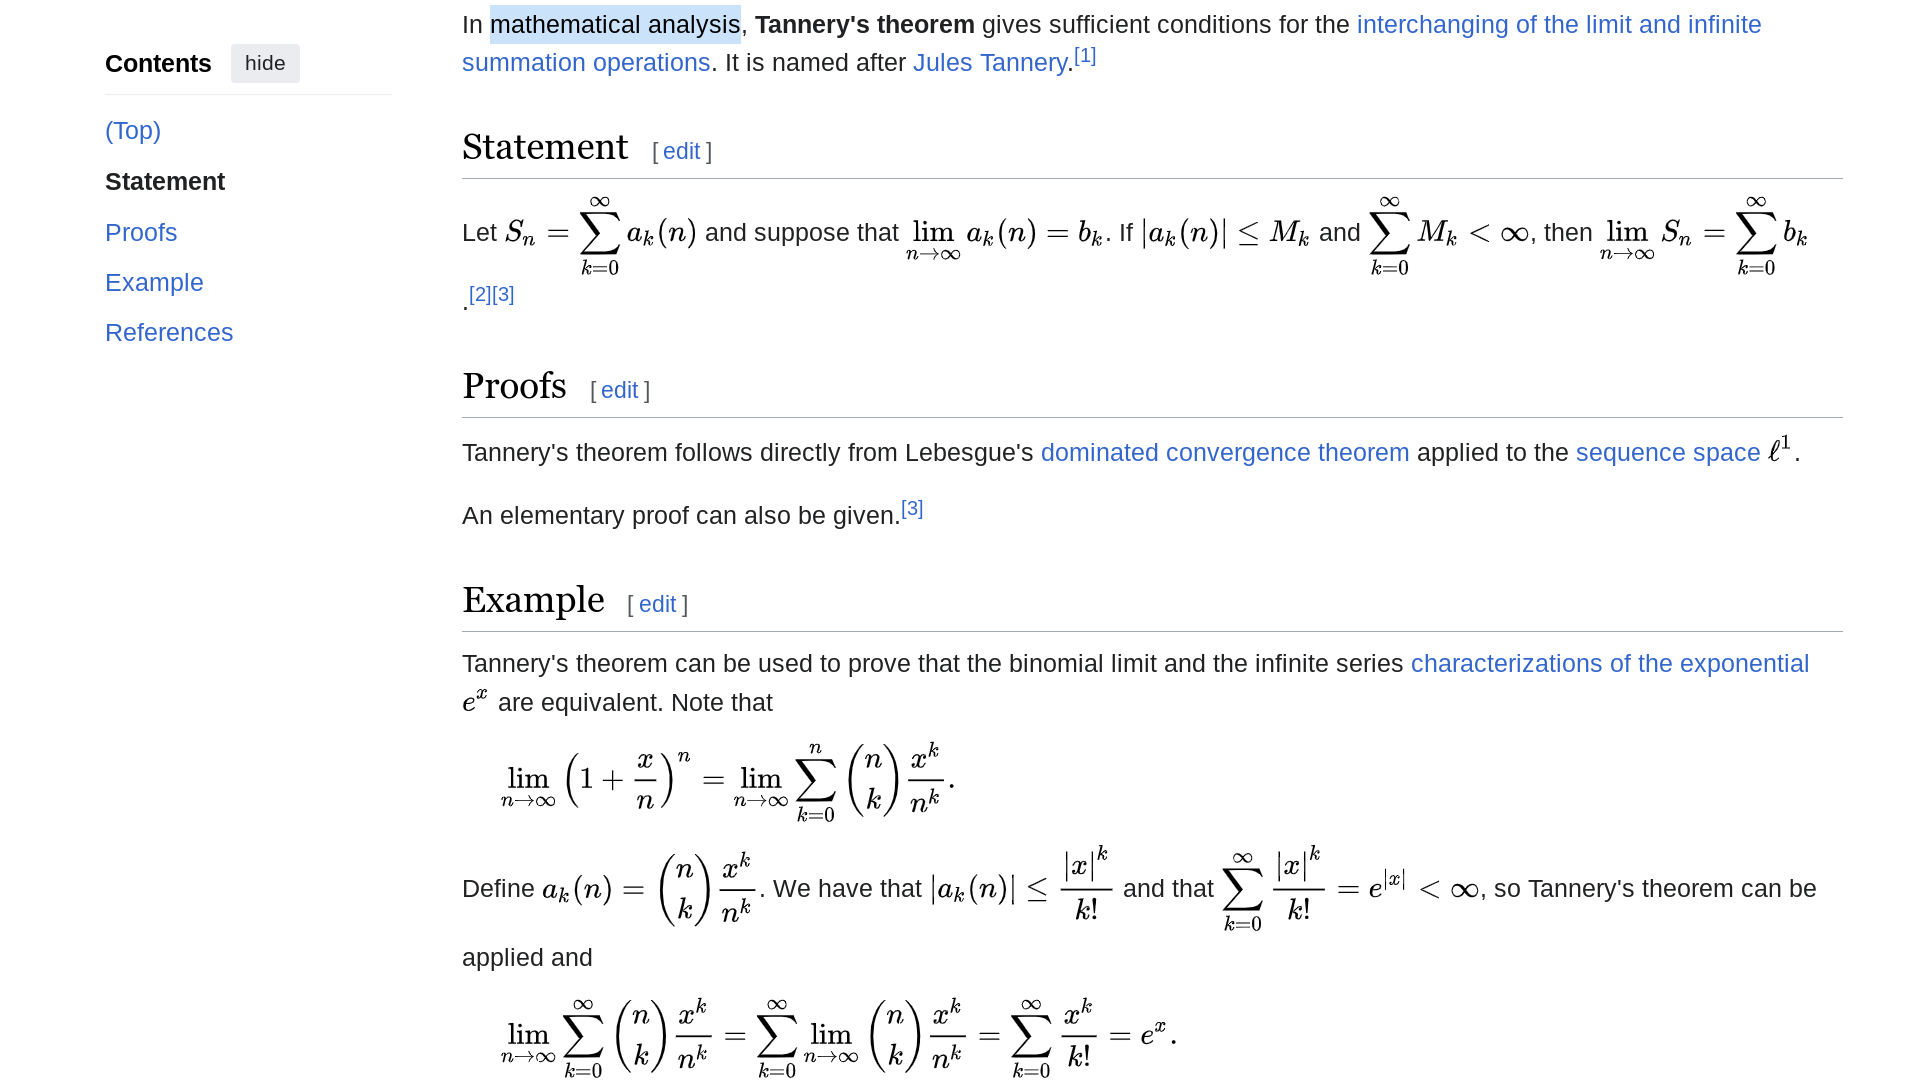 Contents hide
(Top)
Statement
Proofs
Example
References
In mathematical analysis, Tannery's theorem gives sufficient conditions for the interchanging of the limit and infinite
summation operations. It is named after Jules Tannery.[1]
Statement [ edit ]
Let $S_n = \sum_{k=0}^{\infty} a_k(n)$ and suppose that $\lim_{n \to \infty} a_k(n) = b_k$. If $|a_k(n)| \leq M_k$ and $\sum_{k=0}^{\infty} M_k < \infty$, then $\lim_{n \to \infty} S_n = \sum_{k=0}^{\infty} b_k$
.[2][3]
Proofs [ edit ]
Tannery's theorem follows directly from Lebesgue's dominated convergence theorem applied to the sequence space $\ell^1$.
An elementary proof can also be given.[3]
Example [ edit ]
Tannery's theorem can be used to prove that the binomial limit and the infinite series characterizations of the exponential
$e^x$ are equivalent. Note that
$\lim_{n \to \infty} \left(1 + \frac{x}{n}\right)^n = \lim_{n \to \infty} \sum_{k=0}^{n} \binom{n}{k} \frac{x^k}{n^k}.$
Define $a_k(n) = \binom{n}{k} \frac{x^k}{n^k}$. We have that $|a_k(n)| \leq \frac{|x|^k}{k!}$ and that $\sum_{k=0}^{\infty} \frac{|x|^k}{k!} = e^{|x|} < \infty$, so Tannery's theorem can be
applied and
$\lim_{n \to \infty} \sum_{k=0}^{\infty} \binom{n}{k} \frac{x^k}{n^k} = \sum_{k=0}^{\infty} \lim_{n \to \infty} \binom{n}{k} \frac{x^k}{n^k} = \sum_{k=0}^{\infty} \frac{x^k}{k!} = e^x.$